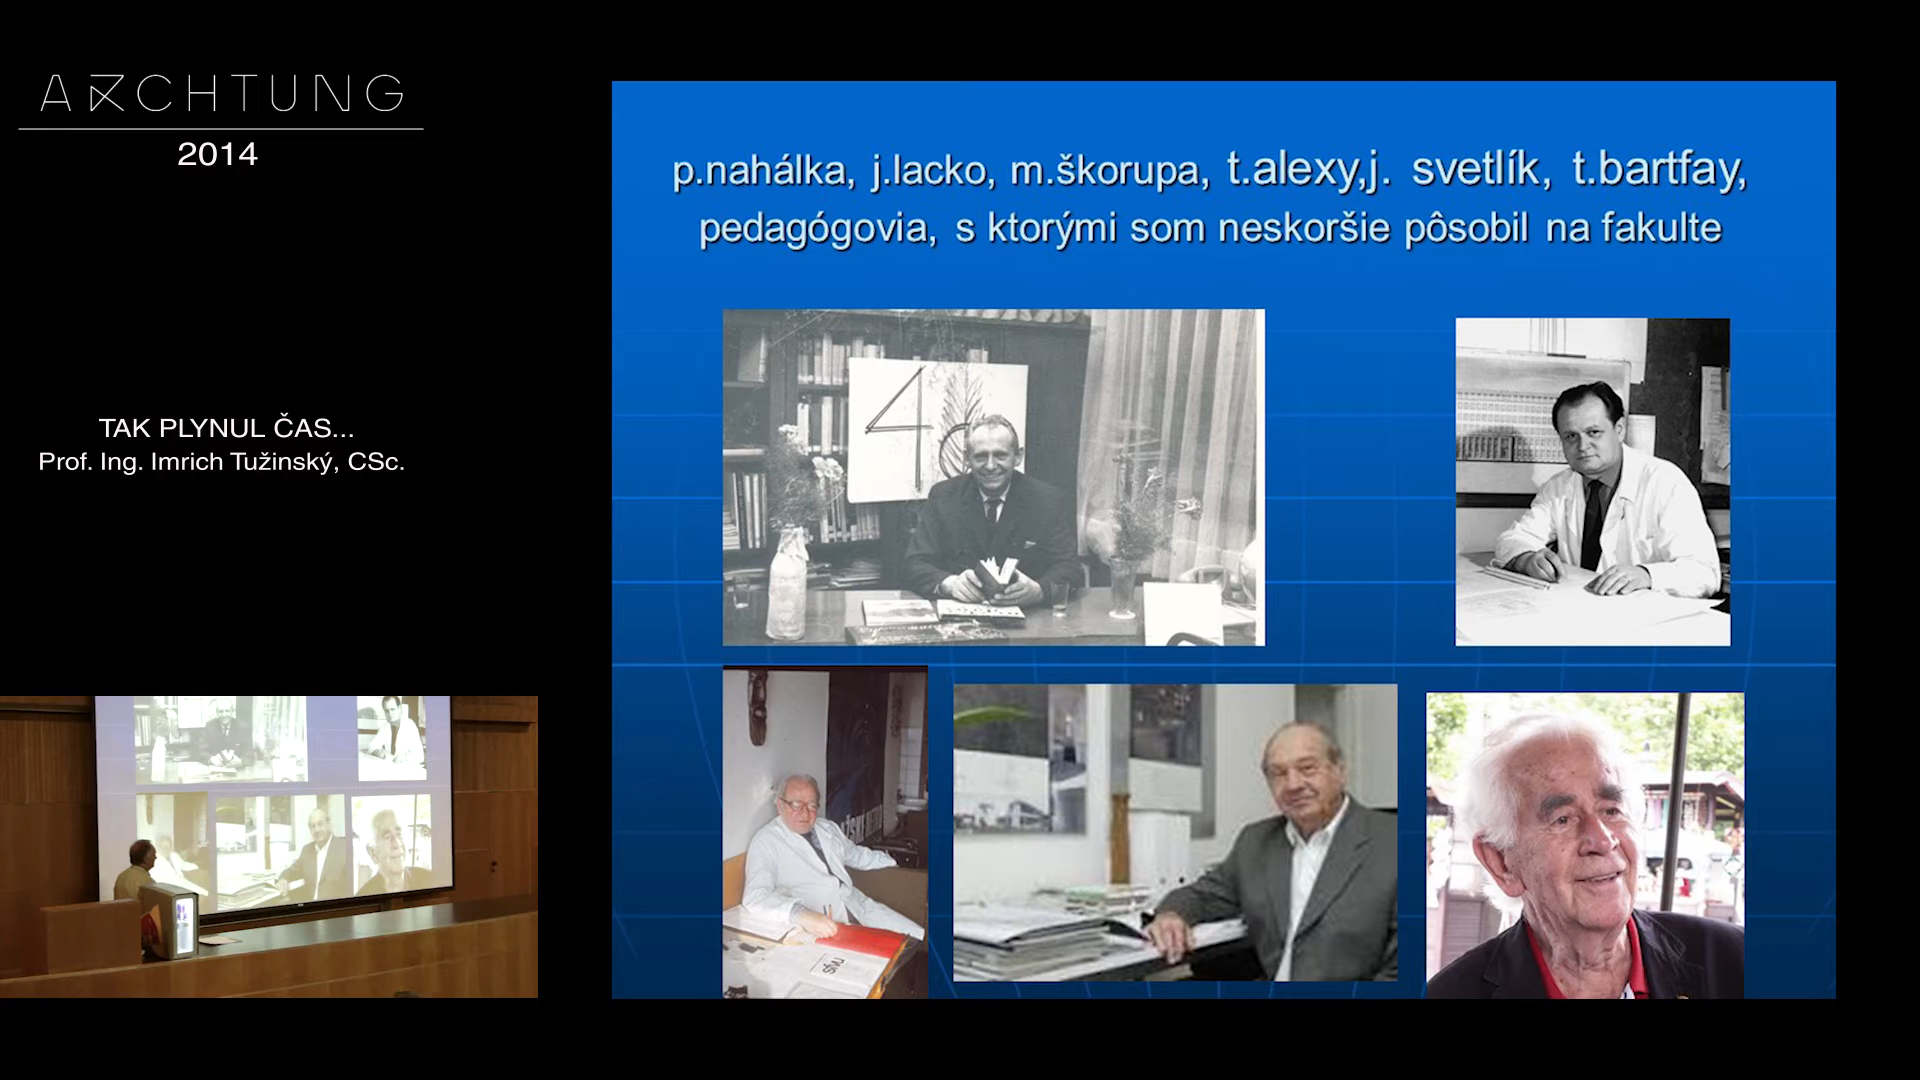 ARCHTUNG
2014
p.nahálka, j.lacko, m.škorupa, t.alexy,j. svetlík, t.bartfay,
pedagógovia, s ktorými som neskoršie pôsobil na fakulte
48
TAK PLYNUL ČAS...
Prof. Ing. Imrich Tužinský, CSc.